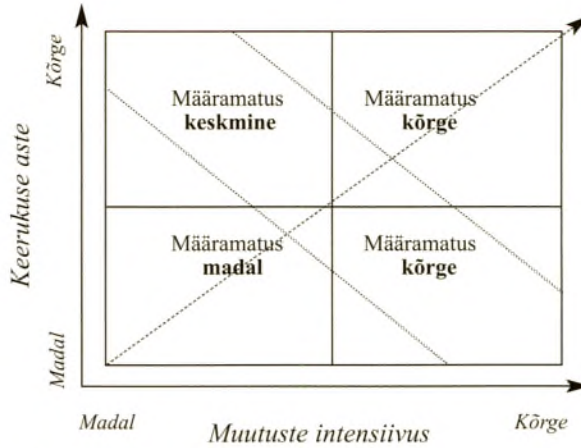 Kõrge
Määramatus
keskmine
Määramatus
kõrge
Keerukuse aste
Määramatus
madal
Määramatus
kõrge
Madal
Madal
Muutuste intensiivus
Kõrge